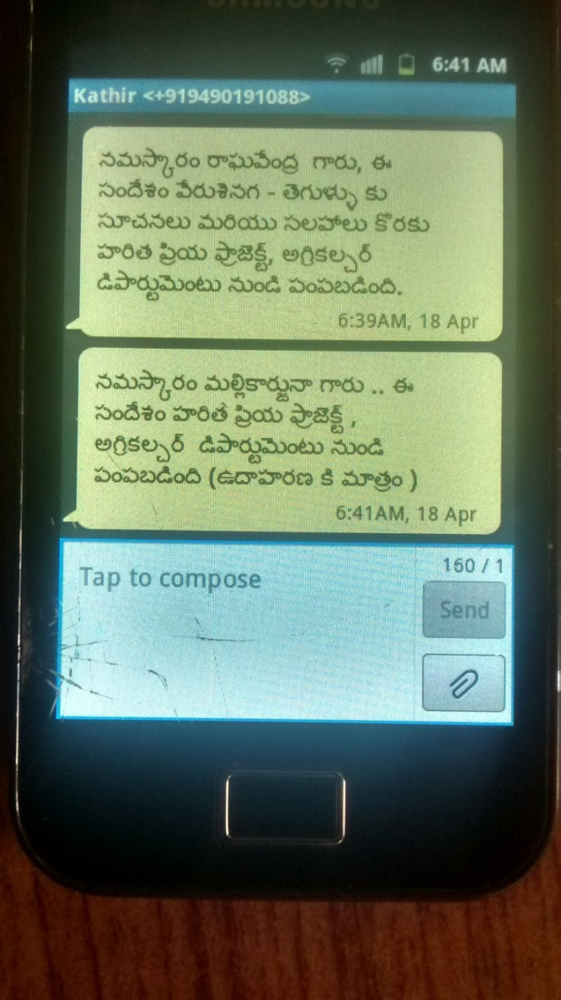 SAMSUNG
6:41 AM
Kathir <+919490191088>
నమస్కారం రాఘువేంద్ర గారు, ఈ
సందేశం వేరుశెనగ - తెగుళ్ళు కు
సూచనలు మరియు సలహాలు కొరకు
హరిత ప్రియ ప్రాజెక్ట్, అగ్రికల్చర్
డిపార్టుమెంటు నుండి పంపబడింది.
6:39AM, 18 Apr
నమస్కారం మల్లికార్జునా గారు .. ఈ
సందేశం హరిత ప్రియ ప్రాజెక్ట్ ,
అగ్రికల్చర్ డిపార్టుమెంటు నుండి
పంపబడింది (ఉదాహరణ కి మాత్రం )
6:41AM, 18 Apr
Tap to compose
160 / 1
Send